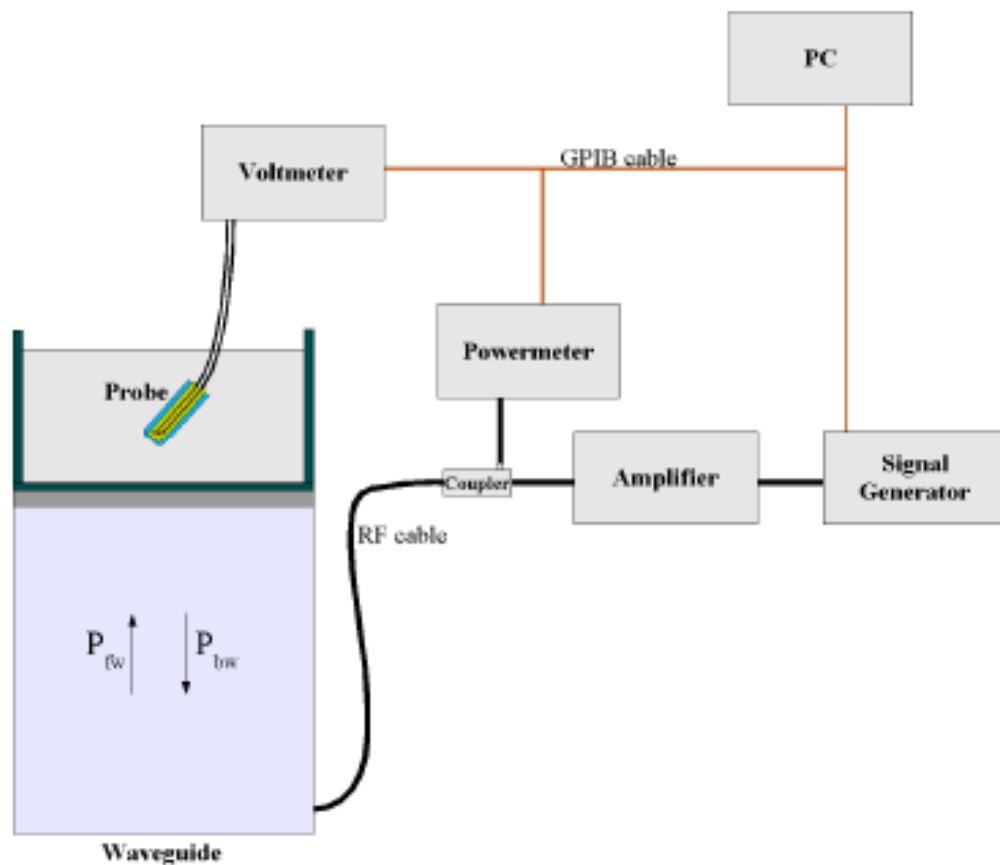 PC
GPIB cable
Voltmeter
Powermeter
Probe
Coupler
Amplifier
Signal
Generator
RF cable
P fw
P bw
Waveguide